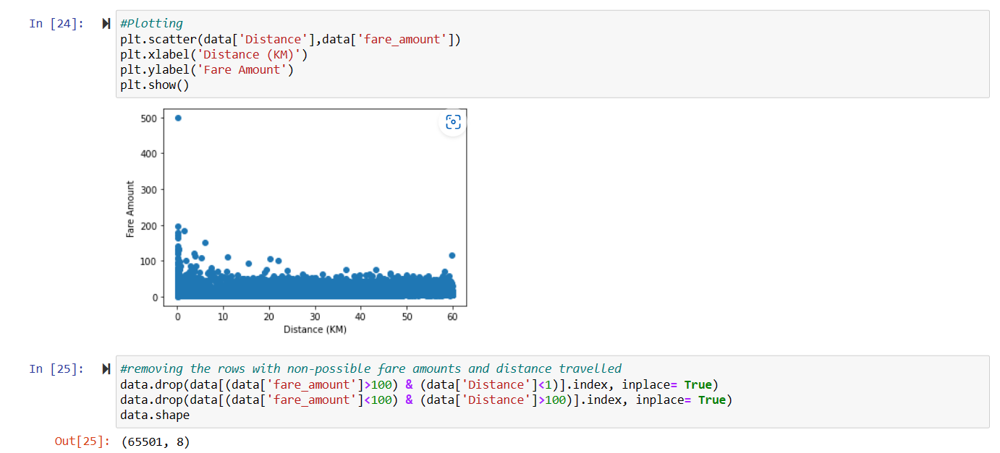 In [24]:
#Plotting
plt.scatter(data['Distance'],data['fare_amount'])
plt.xlabel('Distance (KM)')
plt.ylabel('Fare Amount')
plt.show()
500
400
300
200
100
0
Fare Amount
0 10 20 30 40 50 60
Distance (KM)
In [25]:
#removing the rows with non-possible fare amounts and distance travelled
data.drop(data[(data['fare_amount']>100) & (data['Distance']<1)].index, inplace= True)
data.drop(data[(data['fare_amount']<100) & (data['Distance']>100)].index, inplace= True)
data.shape
Out[25]: (65501, 8)